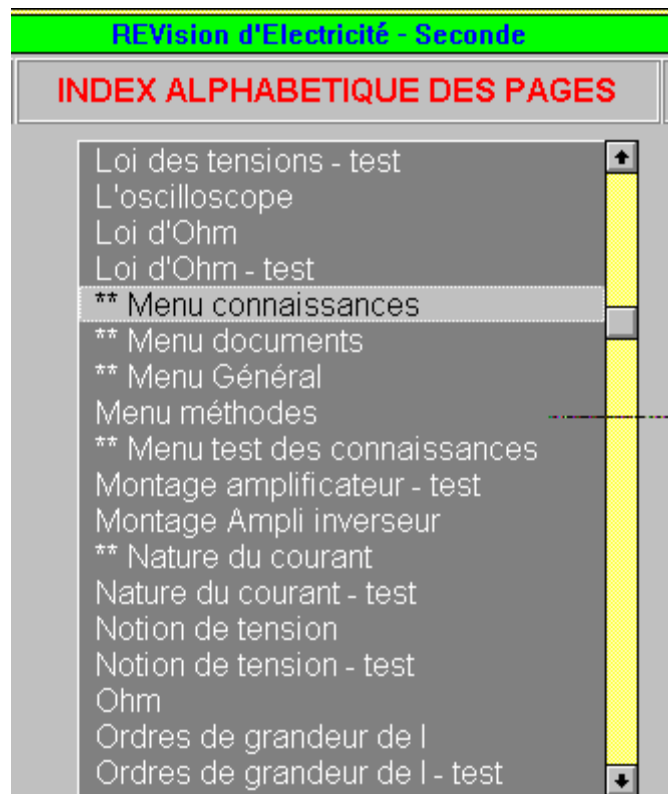 REVision d'Electricité - Seconde
INDEX ALPHABETIQUE DES PAGES
Loi des tensions - test
L'oscilloscope
Loi d'Ohm
Loi d'Ohm - test
** Menu connaissances
** Menu documents
** Menu Général
Menu méthodes
** Menu test des connaissances
Montage amplificateur - test
Montage Ampli inverseur
** Nature du courant
Nature du courant - test
Notion de tension
Notion de tension - test
Ohm
Ordres de grandeur de I
Ordres de grandeur de I - test